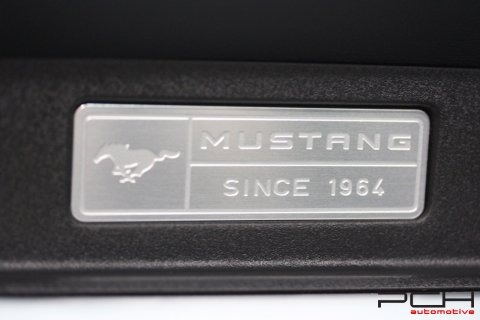 MUSTANG
SINCE 1964
PCH
automotive